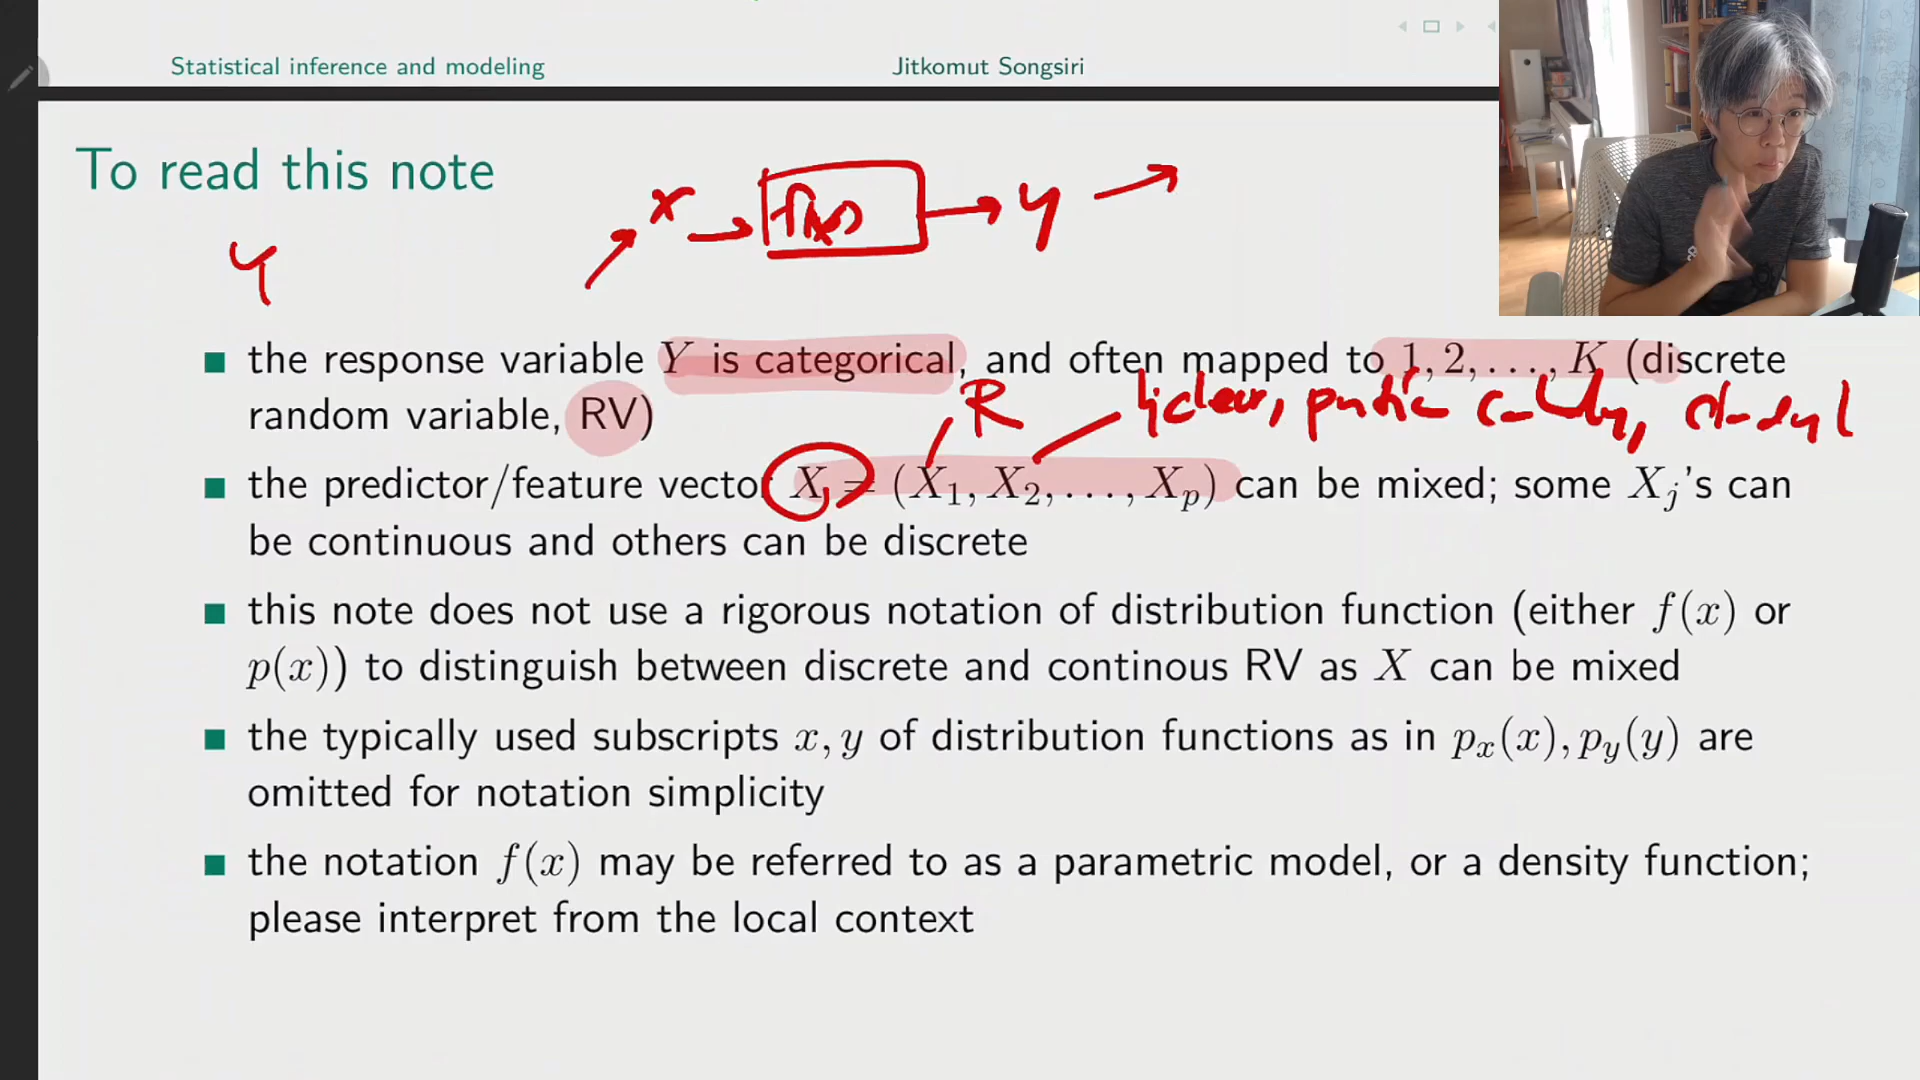 Statistical inference and modeling
Jitkomut Songsiri
To read this note
x → f(x) → y
Y
■ the response variable Y is categorical, and often mapped to 1, 2, . . . , K (discrete
random variable, RV)
R
■ the predictor/feature vector X = (X₁, X₂, . . . , Xₚ) can be mixed; some Xⱼ's can
be continuous and others can be discrete
■ this note does not use a rigorous notation of distribution function (either f(x) or
p(x)) to distinguish between discrete and continous RV as X can be mixed
■ the typically used subscripts x, y of distribution functions as in pₓ(x), p_y(y) are
omitted for notation simplicity
■ the notation f(x) may be referred to as a parametric model, or a density function;
please interpret from the local context